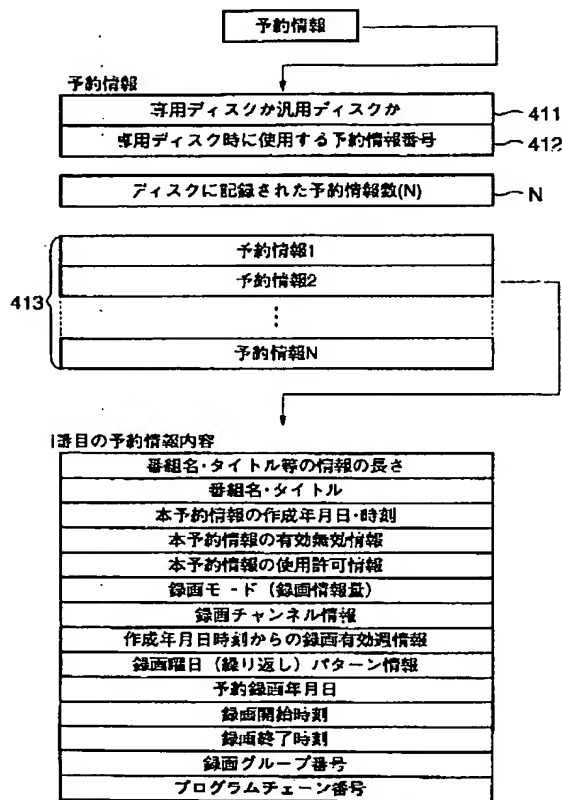 予約情報
予約情報
専用ディスクか汎用ディスクか
411
専用ディスク時に使用する予約情報番号
412
ディスクに記録された予約情報数(N)
N
413
予約情報1
予約情報2
⋮
予約情報N
i番目の予約情報内容
番組名・タイトル等の情報の長さ
番組名・タイトル
本予約情報の作成年月日・時刻
本予約情報の有効無効情報
本予約情報の使用許可情報
録画モード（録画情報量）
録画チャンネル情報
作成年月日時刻からの録画有効週情報
録画曜日（繰り返し）パターン情報
予約録画年月日
録画開始時刻
録画終了時刻
録画グループ番号
プログラムチェーン番号